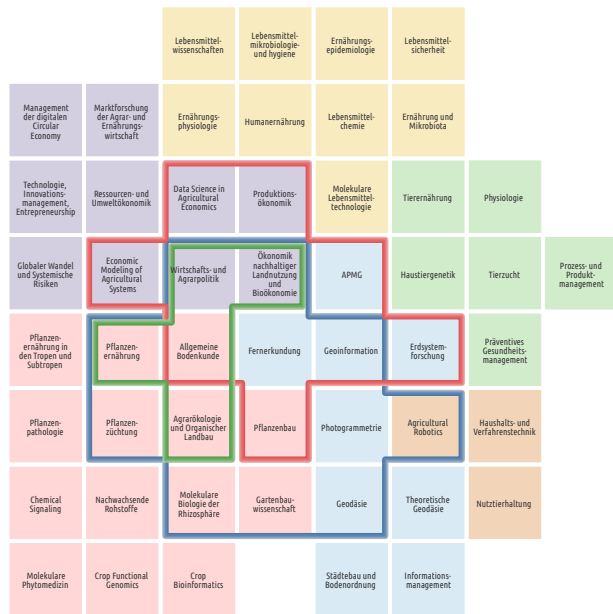 Lebensmittel-
wissenschaften
Lebensmittel-
mikrobiologie-
und hygiene
Ernährungs-
epidemiologie
Lebensmittel-
sicherheit
Management
der digitalen
Circular
Economy
Marktforschung
der Agrar- und
Ernährungs-
wirtschaft
Ernährungs-
physiologie
Humanernährung
Lebensmittel-
chemie
Ernährung und
Mikrobiota
Technologie,
Innovations-
management,
Entrepreneurship
Ressourcen- und
Umweltökonomik
Data Science in
Agricultural
Economics
Produktions-
ökonomik
Molekulare
Lebensmittel-
technologie
Tierernährung
Physiologie
Globaler Wandel
und Systemische
Risiken
Economic
Modeling of
Agricultural
Systems
Wirtschafts- und
Agrarpolitik
Ökonomik
nachhaltiger
Landnutzung
und
Bioökonomie
APMG
Haustiergenetik
Tierzucht
Prozess- und
Produkt-
management
Pflanzen-
ernährung in
den Tropen und
Subtropen
Pflanzen-
ernährung
Allgemeine
Bodenkunde
Fernerkundung
Geoinformation
Erdsystem-
forschung
Präventives
Gesundheits-
management
Pflanzen-
pathologie
Pflanzen-
züchtung
Agrarökologie
und Organischer
Landbau
Pflanzenbau
Photogrammetrie
Agricultural
Robotics
Haushalts- und
Verfahrenstechnik
Chemical
Signaling
Nachwachsende
Rohstoffe
Molekulare
Biologie der
Rhizosphäre
Gartenbau-
wissenschaft
Geodäsie
Theoretische
Geodäsie
Nutztierhaltung
Molekulare
Phytomedizin
Crop Functional
Genomics
Crop
Bioinformatics
Städtebau und
Bodenordnung
Informations-
management